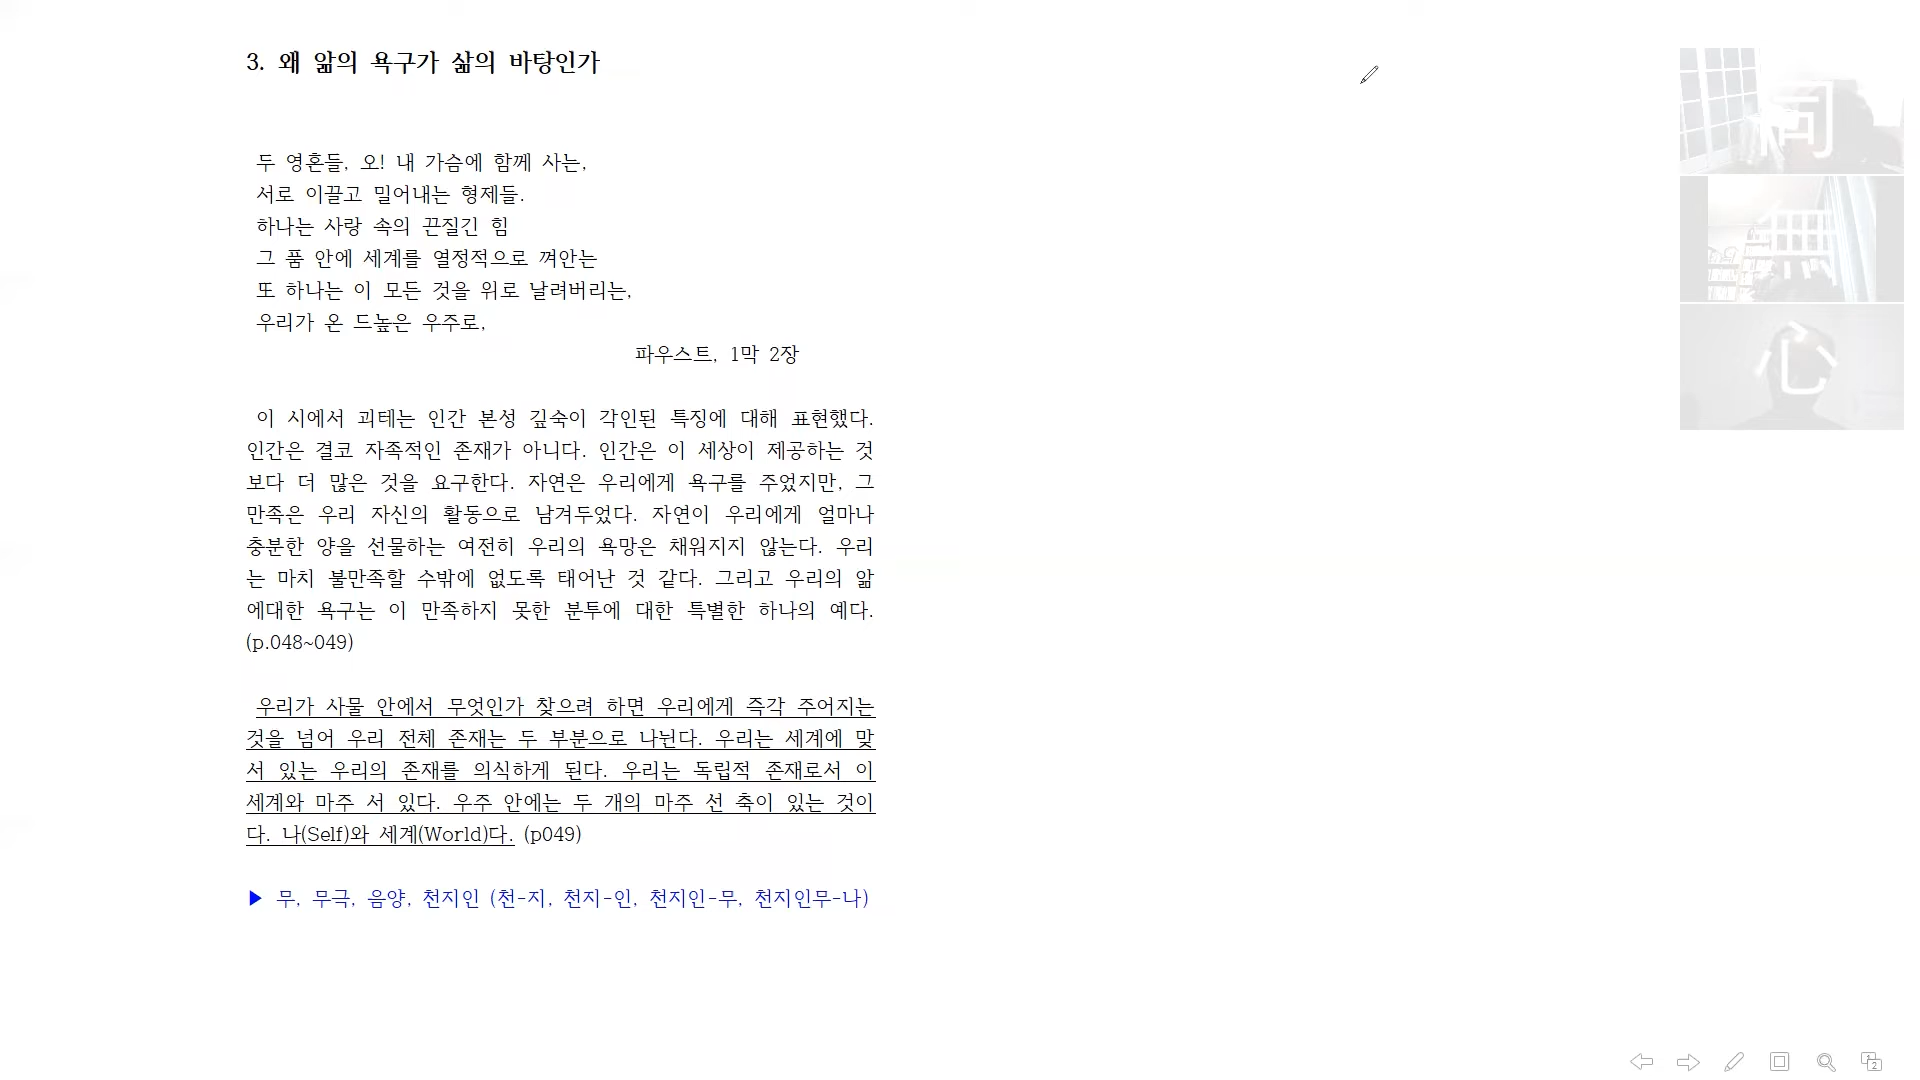 3. 왜 앎의 욕구가 삶의 바탕인가
두 영혼들, 오! 내 가슴에 함께 사는,
서로 이끌고 밀어내는 형제들.
하나는 사랑 속의 끈질긴 힘
그 품 안에 세계를 열정적으로 껴안는
또 하나는 이 모든 것을 위로 날려버리는,
우리가 온 드높은 우주로,
파우스트, 1막 2장
이 시에서 괴테는 인간 본성 깊숙이 각인된 특징에 대해 표현했다.
인간은 결코 자족적인 존재가 아니다. 인간은 이 세상이 제공하는 것
보다 더 많은 것을 요구한다. 자연은 우리에게 욕구를 주었지만, 그
만족은 우리 자신의 활동으로 남겨두었다. 자연이 우리에게 얼마나
충분한 양을 선물하는 여전히 우리의 욕망은 채워지지 않는다. 우리
는 마치 불만족할 수밖에 없도록 태어난 것 같다. 그리고 우리의 앎
에대한 욕구는 이 만족하지 못한 분투에 대한 특별한 하나의 예다.
(p.048~049)
우리가 사물 안에서 무엇인가 찾으려 하면 우리에게 즉각 주어지는
것을 넘어 우리 전체 존재는 두 부분으로 나뉜다. 우리는 세계에 맞
서 있는 우리의 존재를 의식하게 된다. 우리는 독립적 존재로서 이
세계와 마주 서 있다. 우주 안에는 두 개의 마주 선 축이 있는 것이
다. 나(Self)와 세계(World)다. (p049)
▶ 무, 무극, 음양, 천지인 (천-지, 천지-인, 천지인-무, 천지인무-나)
心